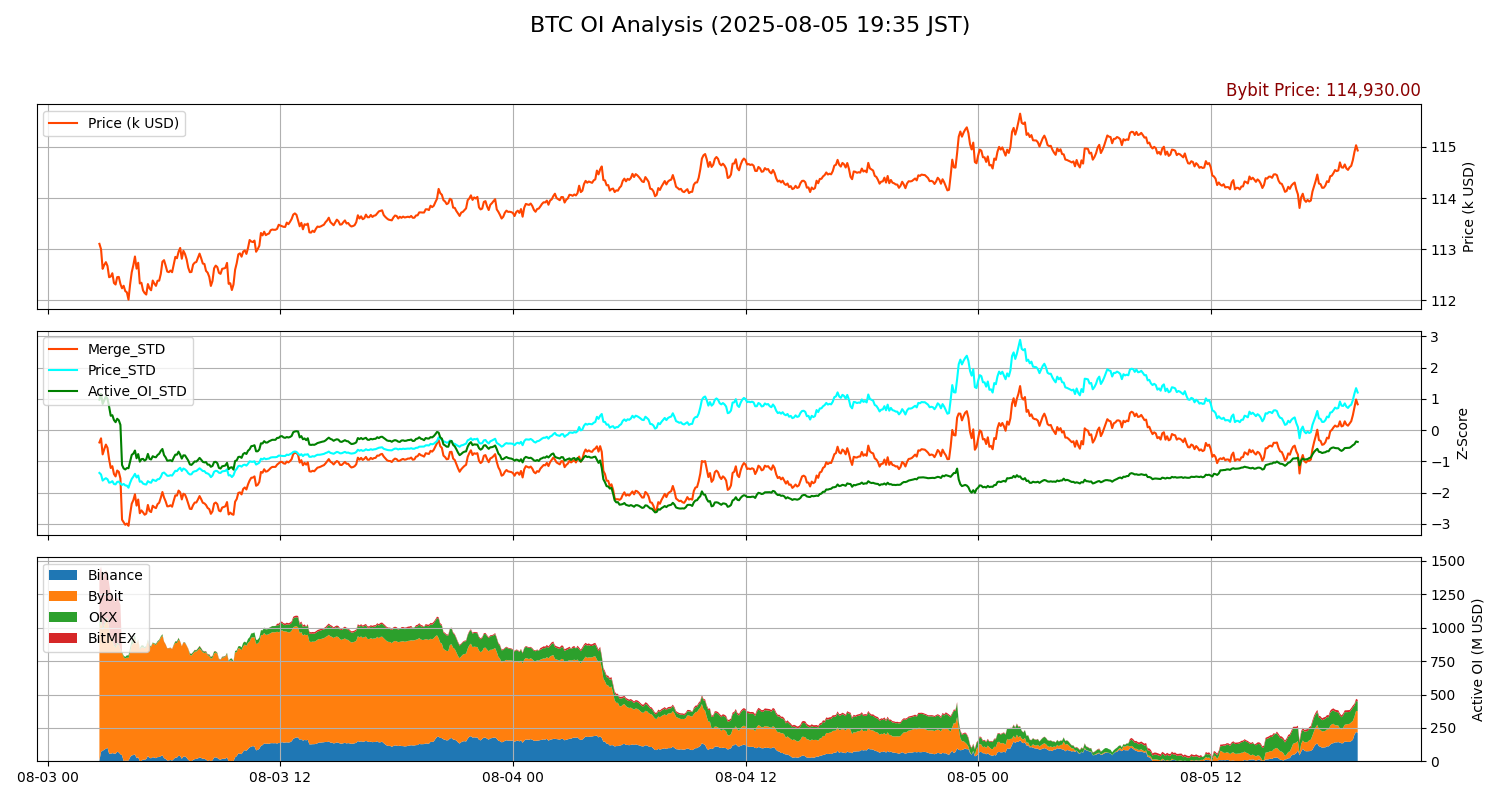 BTC OI Analysis (2025-08-05 19:35 JST)
Bybit Price: 114,930.00
Price (k USD)
115
114
113
112
Price (k USD)
Merge_STD
Price_STD
Active_OI_STD
3
2
1
0
−1
−2
−3
Z-Score
Binance
Bybit
OKX
BitMEX
1500
1250
1000
750
500
250
0
Active OI (M USD)
08-03 00
08-03 12
08-04 00
08-04 12
08-05 00
08-05 12